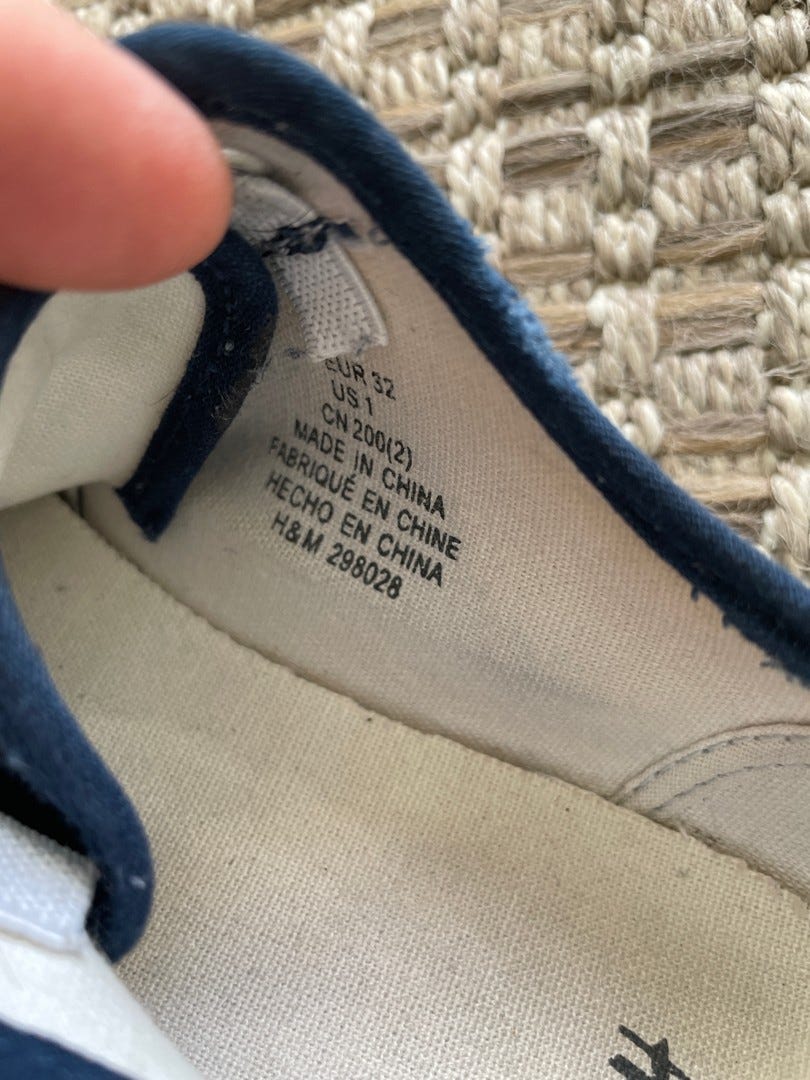 EUR 32
US 1
CN 200(2)
MADE IN CHINA
FABRIQUÉ EN CHINE
HECHO EN CHINA
H&M 298028